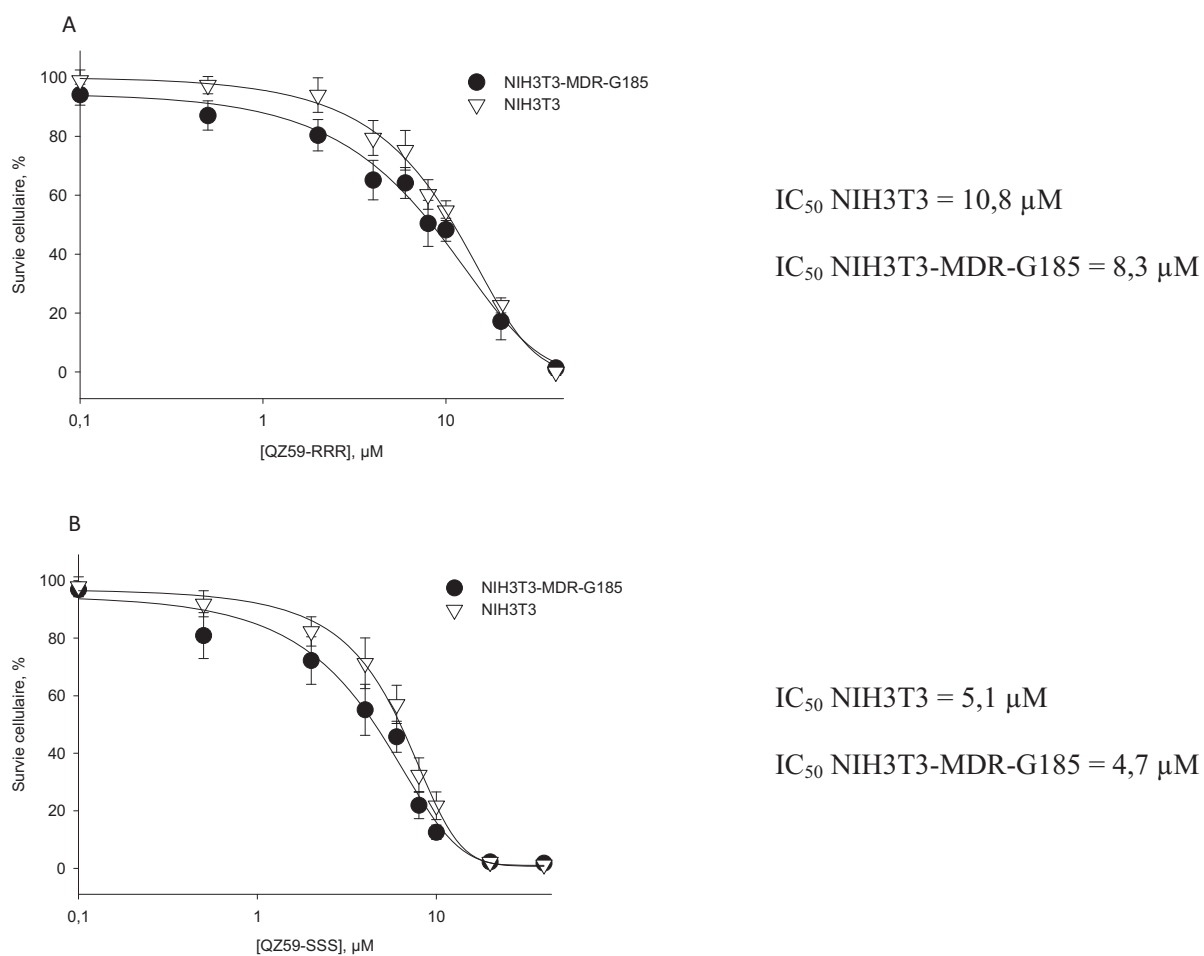 A
100
80
60
40
20
0
Survie cellulaire, %
NIH3T3-MDR-G185
NIH3T3
0,1
1
10
[QZ59-RRR], µM
IC50 NIH3T3 = 10,8 µM
IC50 NIH3T3-MDR-G185 = 8,3 µM
B
100
80
60
40
20
0
Survie cellulaire, %
NIH3T3-MDR-G185
NIH3T3
0,1
1
10
[QZ59-SSS], µM
IC50 NIH3T3 = 5,1 µM
IC50 NIH3T3-MDR-G185 = 4,7 µM